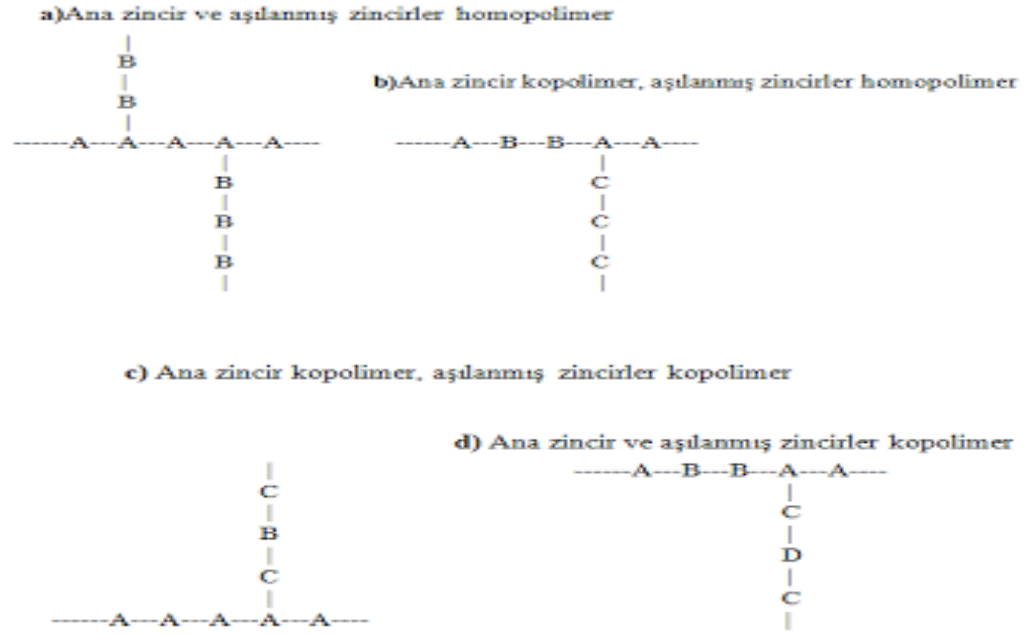 a)Ana zincir ve aşılanmış zincirler homopolimer
|
B
|
B
|
------A---A---A---A---A----
|
B
|
B
|
B
|
b)Ana zincir kopolimer, aşılanmış zincirler homopolimer
------A---B---B---A---A----
|
C
|
C
|
C
|
c) Ana zincir kopolimer, aşılanmış zincirler kopolimer
|
C
|
B
|
C
|
------A---A---A---A---A----
d) Ana zincir ve aşılanmış zincirler kopolimer
------A---B---B---A---A----
|
C
|
D
|
C
|